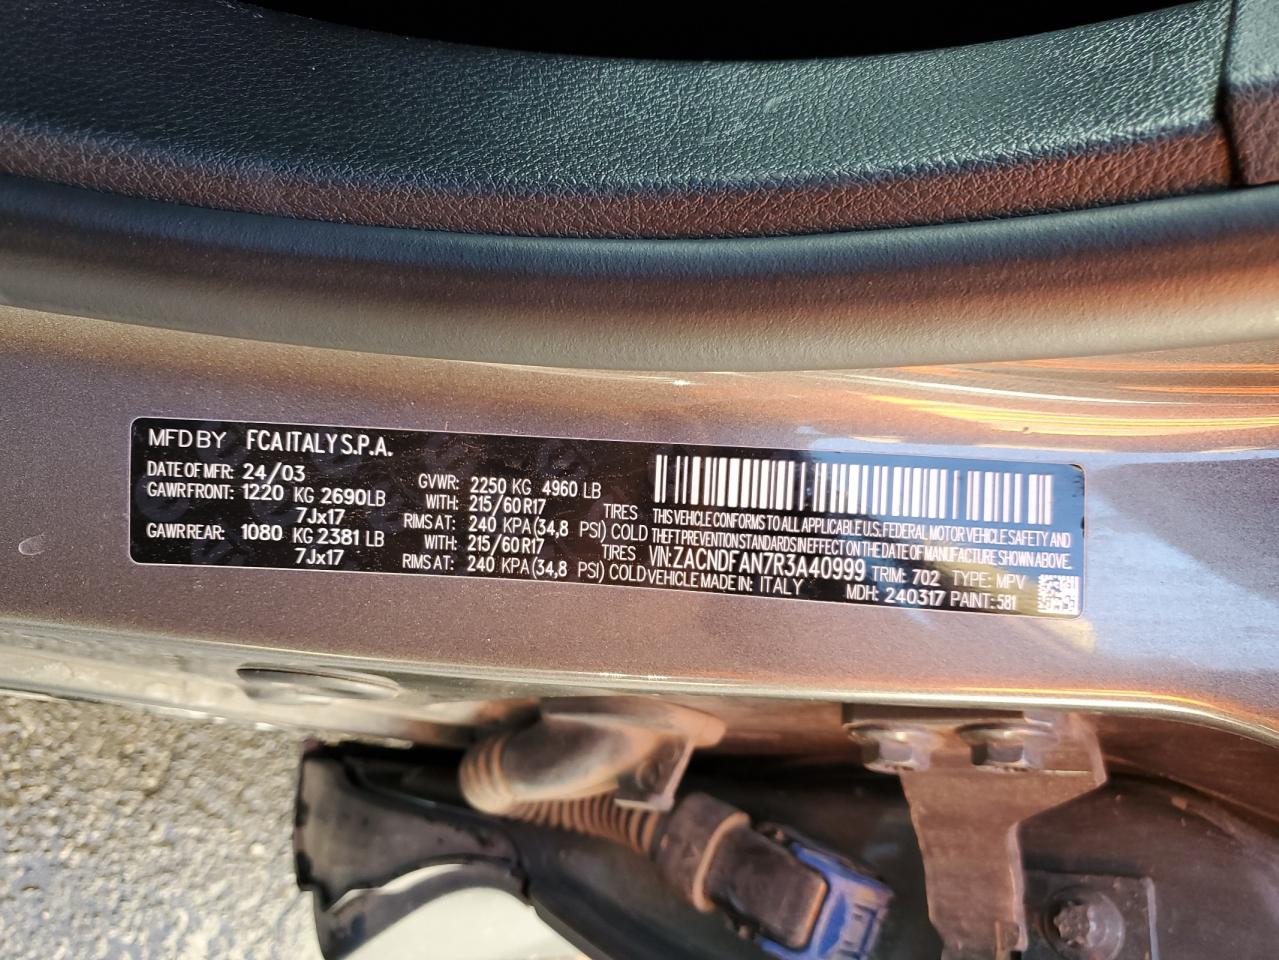 MFD BY FCA ITALY S.P.A.
DATE OF MFR: 24/03
GVWR: 2250 KG 4960 LB
GAWR FRONT: 1220 KG 2690 LB WITH: 215/60R17 TIRES
7Jx17 RIMS AT: 240 KPA (34,8 PSI) COLD
GAWR REAR: 1080 KG 2381 LB WITH: 215/60R17 TIRES
7Jx17 RIMS AT: 240 KPA (34,8 PSI) COLD
THIS VEHICLE CONFORMS TO ALL APPLICABLE U.S. FEDERAL MOTOR VEHICLE SAFETY AND
THEFT PREVENTION STANDARDS IN EFFECT ON THE DATE OF MANUFACTURE SHOWN ABOVE.
VIN: ZACNDFAN7R3A40999 TRIM: 702 TYPE: MPV
VEHICLE MADE IN: ITALY MDH: 240317 PAINT: 581